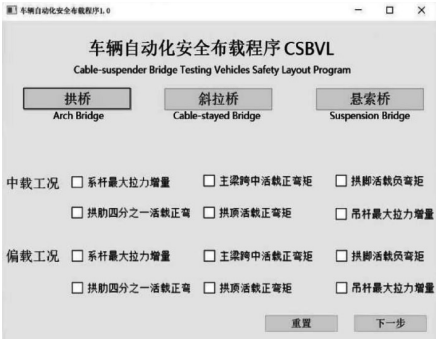 车辆自动化安全布载程序1.0
车辆自动化安全布载程序 CSBVL
Cable-suspender Bridge Testing Vehicles Safety Layout Program
拱桥 斜拉桥 悬索桥
Arch Bridge Cable-stayed Bridge Suspension Bridge
中载工况 系杆最大拉力增量 主梁跨中活载正弯矩 拱脚活载负弯矩
拱肋四分之一活载正弯 拱顶活载正弯矩 吊杆最大拉力增量
偏载工况 系杆最大拉力增量 主梁跨中活载正弯矩 拱脚活载负弯矩
拱肋四分之一活载正弯 拱顶活载正弯矩 吊杆最大拉力增量
重置 下一步